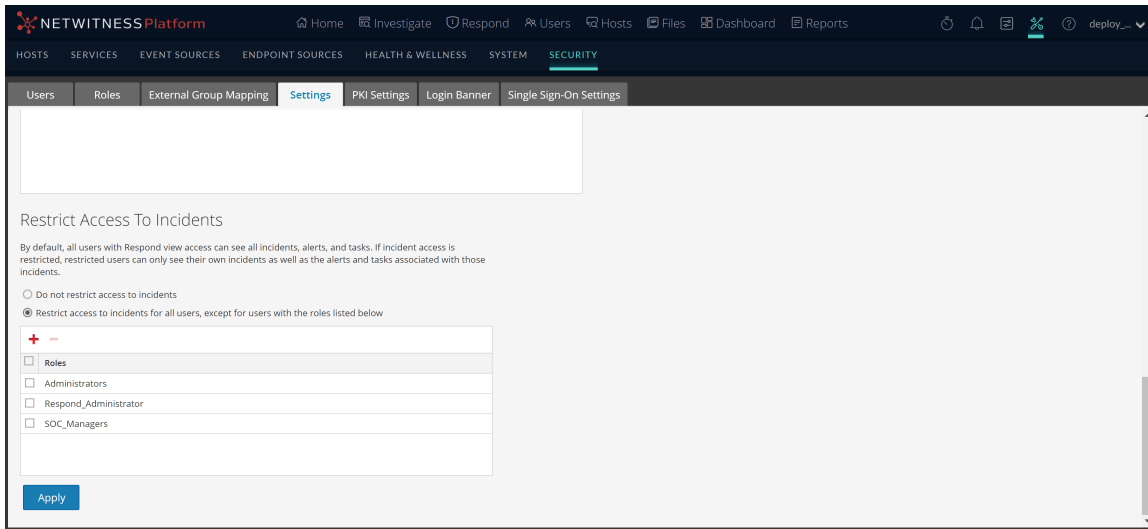 NETWITNESS Platform
Home Investigate Respond Users Hosts Files Dashboard Reports deploy_...
HOSTS SERVICES EVENT SOURCES ENDPOINT SOURCES HEALTH & WELLNESS SYSTEM SECURITY
Users Roles External Group Mapping Settings PKI Settings Login Banner Single Sign-On Settings
Restrict Access To Incidents
By default, all users with Respond view access can see all incidents, alerts, and tasks. If incident access is
restricted, restricted users can only see their own incidents as well as the alerts and tasks associated with those
incidents.
Do not restrict access to incidents
Restrict access to incidents for all users, except for users with the roles listed below
Roles
Administrators
Respond_Administrator
SOC_Managers
Apply